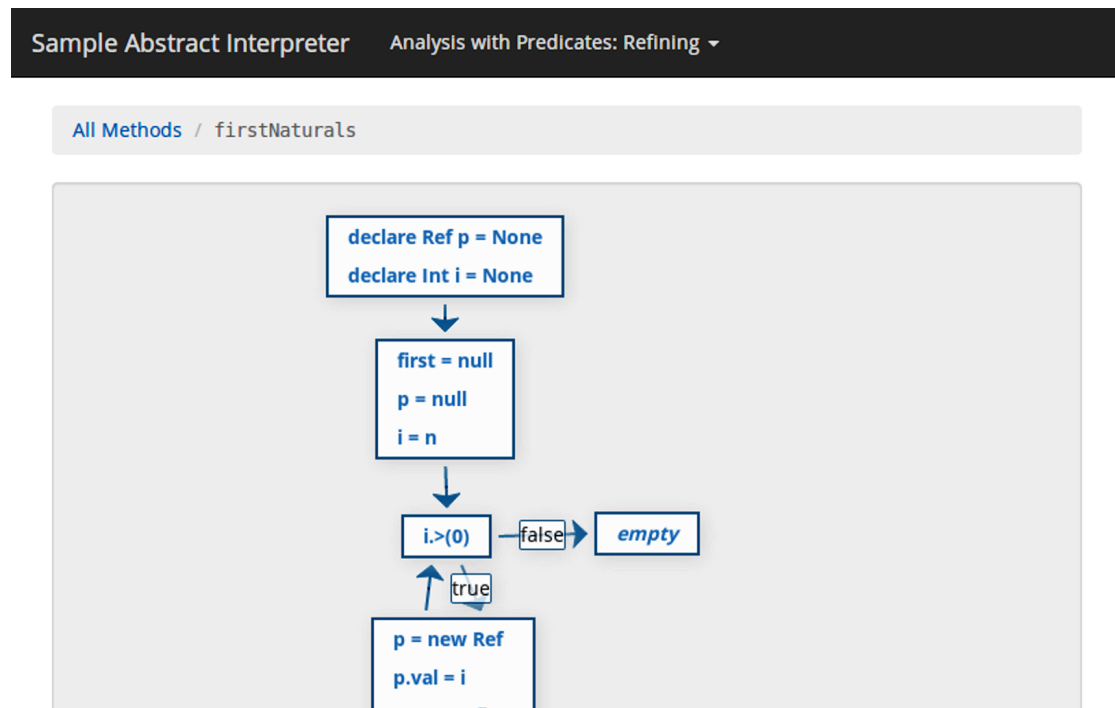 Sample Abstract Interpreter Analysis with Predicates: Refining
All Methods / firstNaturals
declare Ref p = None
declare Int i = None
first = null
p = null
i = n
i.>(0) false empty
true
p = new Ref
p.val = i